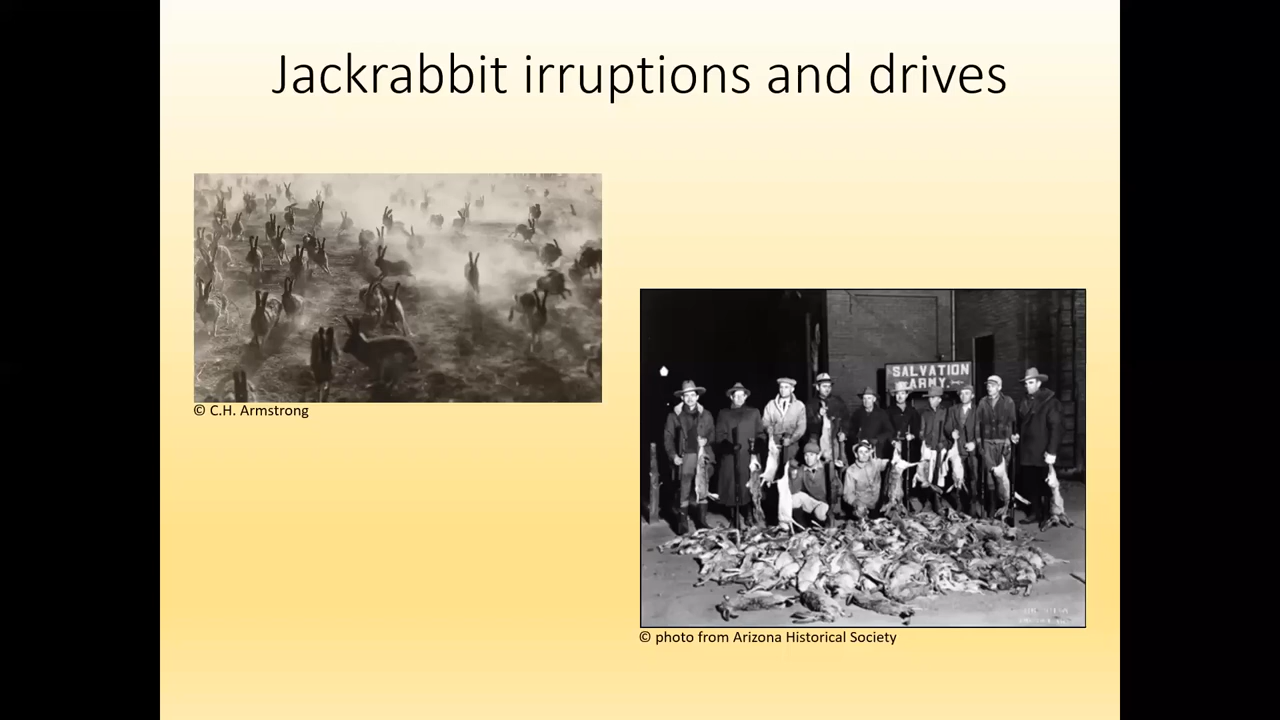 Jackrabbit irruptions and drives
© C.H. Armstrong
SALVATION
ARMY
© photo from Arizona Historical Society